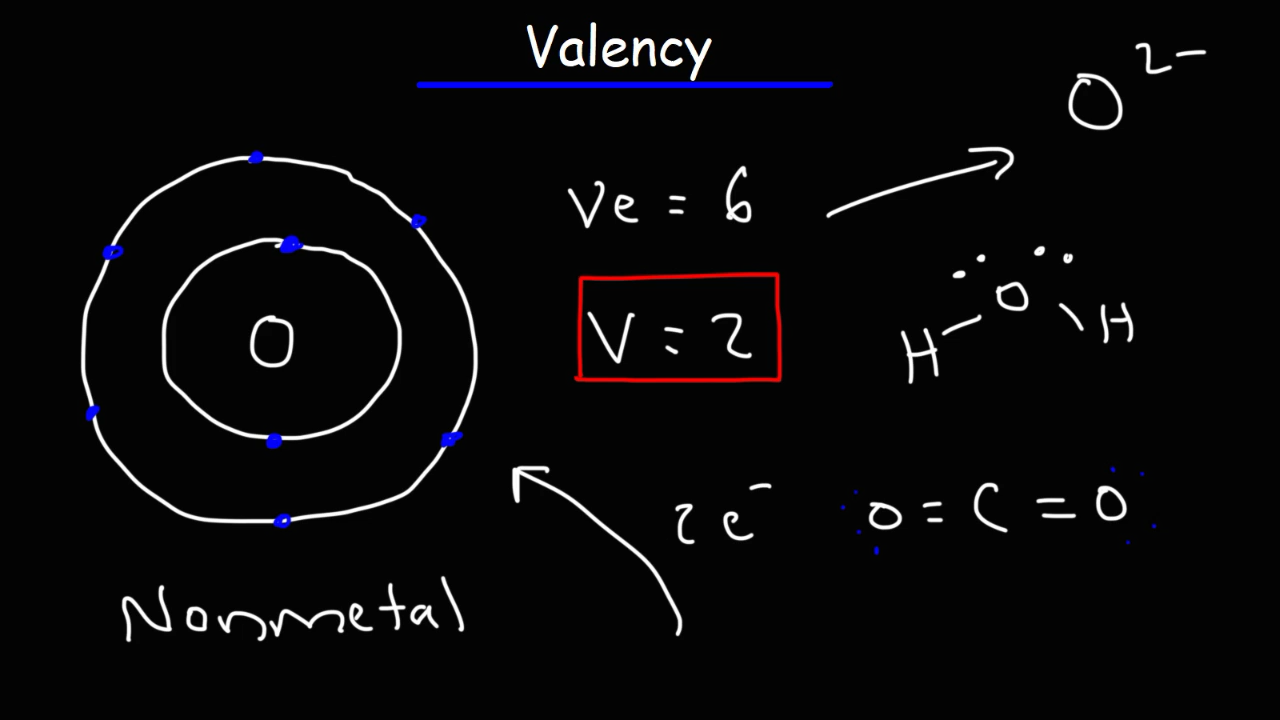 Valency
O²⁻
Ve = 6
O
V = 2
H O H
2e⁻
O = C = O
Nonmetal